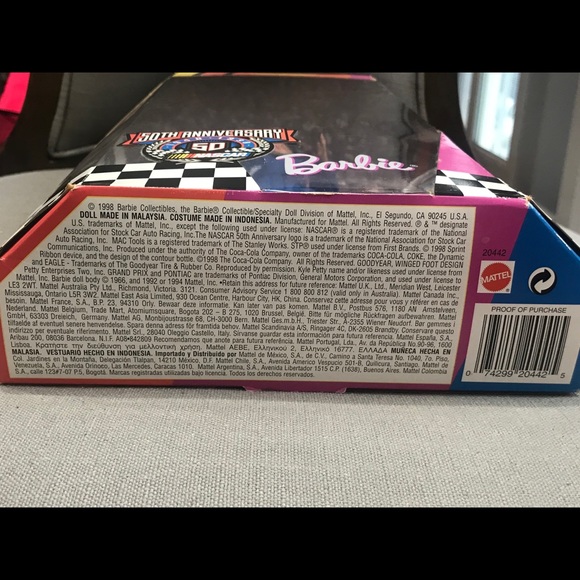 50TH ANNIVERSARY
50
NASCAR
Barbie
© 1998 Barbie Collectibles, the Barbie® Collectible/Specialty Doll Division of Mattel, Inc., El Segundo, CA 90245 U.S.A.
DOLL MADE IN MALAYSIA. COSTUME MADE IN INDONESIA. Manufactured for Mattel. All Rights Reserved. ® & ™ designate
U.S. trademarks of Mattel, Inc., except the following used under license: NASCAR® is a registered trademark of the National
Association for Stock Car Auto Racing, Inc. The NASCAR 50th Anniversary logo is a trademark of the National Association of Stock Car
Auto Racing, Inc. MAC Tools is a registered trademark of The Stanley Works. STP® used under license from First Brands. © 1998 Sprint
Communications, Inc. Produced under the authority of The Coca-Cola Company, owner of the trademarks COCA-COLA, COKE, the Dynamic
Ribbon device, and the design of the contour bottle. ©1998 The Coca-Cola Company. All Rights Reserved. GOODYEAR, WINGED FOOT DESIGN
and EAGLE - Trademarks of The Goodyear Tire & Rubber Co. Reproduced by permission. Kyle Petty name and/or likeness used under license from
Petty Enterprises Two, Inc. GRAND PRIX and PONTIAC are trademarks of General Motors Corporation used under license to
Mattel, Inc. Barbie doll body © 1966, and 1992 or 1994 Mattel, Inc. •Retain this address for future reference: Mattel U.K., Ltd., Meridian West, Leicester
LE3 2WT. Mattel Australia Pty Ltd., Richmond, Victoria. 3121. Consumer Advisory Service 1 800 800 812 (valid only in Australia). Mattel Canada Inc.,
Mississauga, Ontario L5R 3W2. Mattel East Asia Limited, 930 Ocean Centre, Harbour City, HK, China. Conservez cette adresse pour vous y référer en cas de
besoin. Mattel France, S.A., B.P. 23, 94310 Orly. Bewaar dit adres voor eventueel gebruik. Mattel B.V., Postbus 576, 1180 AN Amstelveen,
Nederland. Mattel Belgium, Trade Mart, Atomiumsquare, Bogota 202 – B 275, 1020 Brussel, België. Bitte für mögliche Rückfragen aufbewahren. Mattel
GmbH, 63303 Dreieich, Germany. Mattel AG, Monbijoustrasse 68, CH-3000 Bern. Mattel Ges.m.b.H., Triester Str. A-2355 Wiener Neudorf. Bør gemmes /
tilfælde af eventuelt senere henvendelse. Spara denna adress för framtida behov. Mattel Scandinavia A/S, Ringager 4C, DK-2605 Brøndby. Conservare questo
indirizzo per eventuale riferimento. Mattel Srl., 28040 Oleggio Castello, Italy. Sírvanse guardar esta información para futura referencia. Mattel España, S.A.,
Aribau 200, 08036 Barcelona. N.I.F. A08*842809 Recomendamos que anote para futura referência. Mattel Portugal, Lda., Av. da República No.90-96, 1600
Lisboa. Κρατήστε την διεύθυνση για μελλοντική χρήση. Mattel ΑΕΒΕ, Ελληνικού 2, Ελληνικό 16777, ΕΛΛΑΔΑ MUÑECA HECHA EN
MALASIA. VESTUARIO HECHO EN INDONESIA. Importado y Distribuido por Mattel de México, S.A. de C.V., Camino a Santa Teresa No. 1040, 7o. Piso,
Col. Jardines en la Montaña, Delegación Tlalpan, 14210 México, D.F. Mattel Chile, S.A., Avenida Américo Vespucio 501-B, Quilicura, Santiago. Mattel de
Venezuela, S.A., Avenida Orinoco, Las Mercedes, Caracas 1010. Mattel Argentina, S.A., Avenida Libertador 1515 C.P. (1638), Buenos Aires. Mattel Colombia
S.A., calle 123#7-07 P.5, Bogotá. Marcas registradas utilizadas bajo licencia. Todos los derechos reservados.
20442
MATTEL
PROOF OF PURCHASE
0 74299 20442 5